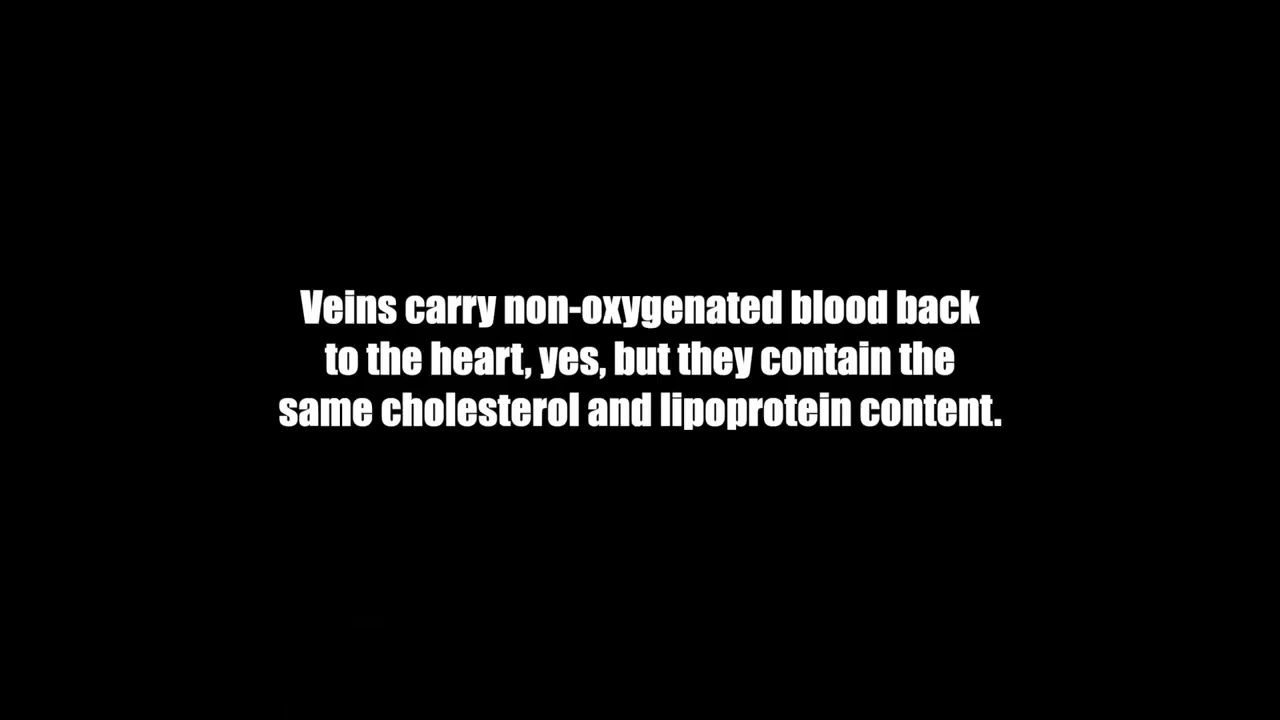 Veins carry non-oxygenated blood back
to the heart, yes, but they contain the
same cholesterol and lipoprotein content.